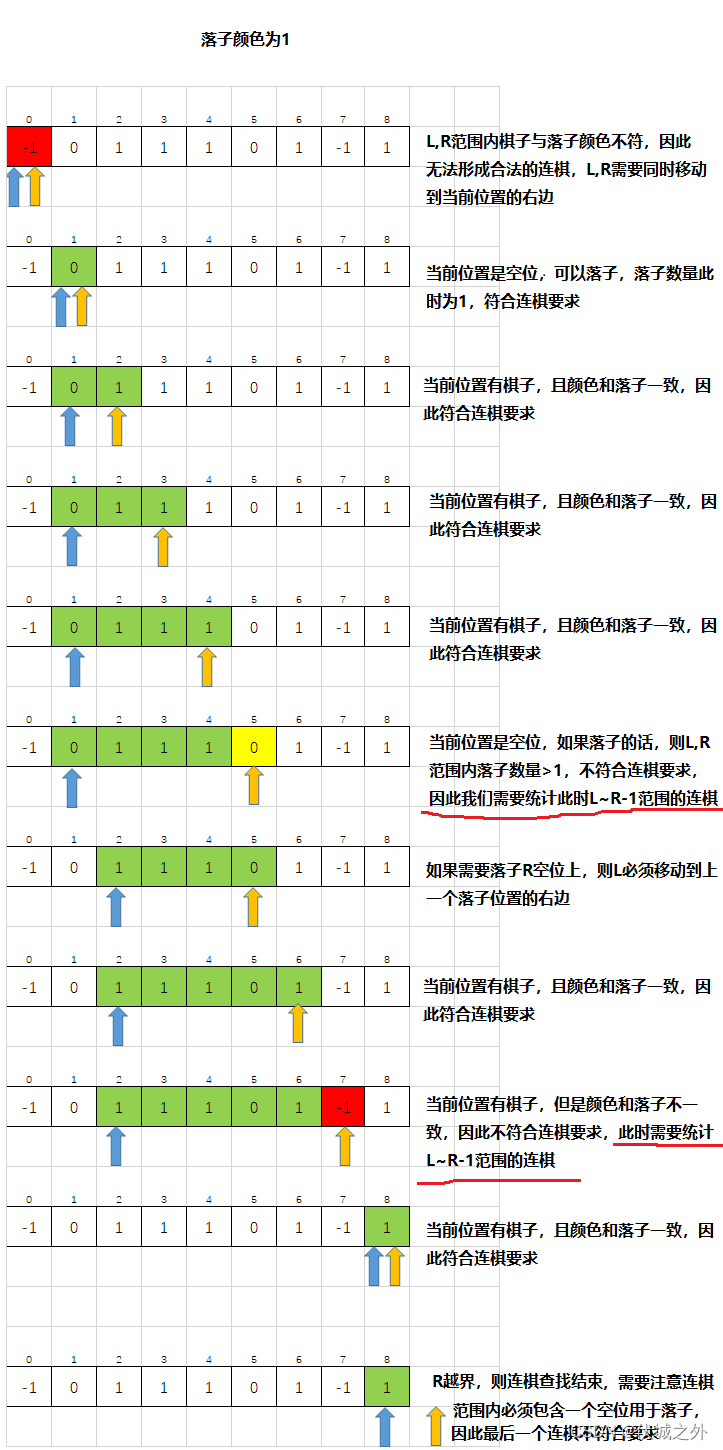 落子颜色为1
0 1 2 3 4 5 6 7 8
-1 0 1 1 1 0 1 -1 1
L,R范围内棋子与落子颜色不符，因此
无法形成合法的连棋，L,R需要同时移动
到当前位置的右边
0 1 2 3 4 5 6 7 8
-1 0 1 1 1 0 1 -1 1
当前位置是空位，可以落子，落子数量此
时为1，符合连棋要求
0 1 2 3 4 5 6 7 8
-1 0 1 1 1 0 1 -1 1
当前位置有棋子，且颜色和落子一致，因
此符合连棋要求
0 1 2 3 4 5 6 7 8
-1 0 1 1 1 0 1 -1 1
当前位置有棋子，且颜色和落子一致，因
此符合连棋要求
0 1 2 3 4 5 6 7 8
-1 0 1 1 1 0 1 -1 1
当前位置有棋子，且颜色和落子一致，因
此符合连棋要求
0 1 2 3 4 5 6 7 8
-1 0 1 1 1 0 1 -1 1
当前位置是空位，如果落子的话，则L,R
范围内落子数量>1，不符合连棋要求，
因此我们需要统计此时L~R-1范围的连棋
0 1 2 3 4 5 6 7 8
-1 0 1 1 1 0 1 -1 1
如果需要落子R空位上，则L必须移动到上
一个落子位置的右边
0 1 2 3 4 5 6 7 8
-1 0 1 1 1 0 1 -1 1
当前位置有棋子，且颜色和落子一致，因
此符合连棋要求
0 1 2 3 4 5 6 7 8
-1 0 1 1 1 0 1 -1 1
当前位置有棋子，但是颜色和落子不一
致，因此不符合连棋要求，此时需要统计
L~R-1范围的连棋
0 1 2 3 4 5 6 7 8
-1 0 1 1 1 0 1 -1 1
当前位置有棋子，且颜色和落子一致，因
此符合连棋要求
0 1 2 3 4 5 6 7 8
-1 0 1 1 1 0 1 -1 1
R越界，则连棋查找结束，需要注意连棋
范围内必须包含一个空位用于落子，
因此最后一个连棋不符合要求
CSDN @伏城之外